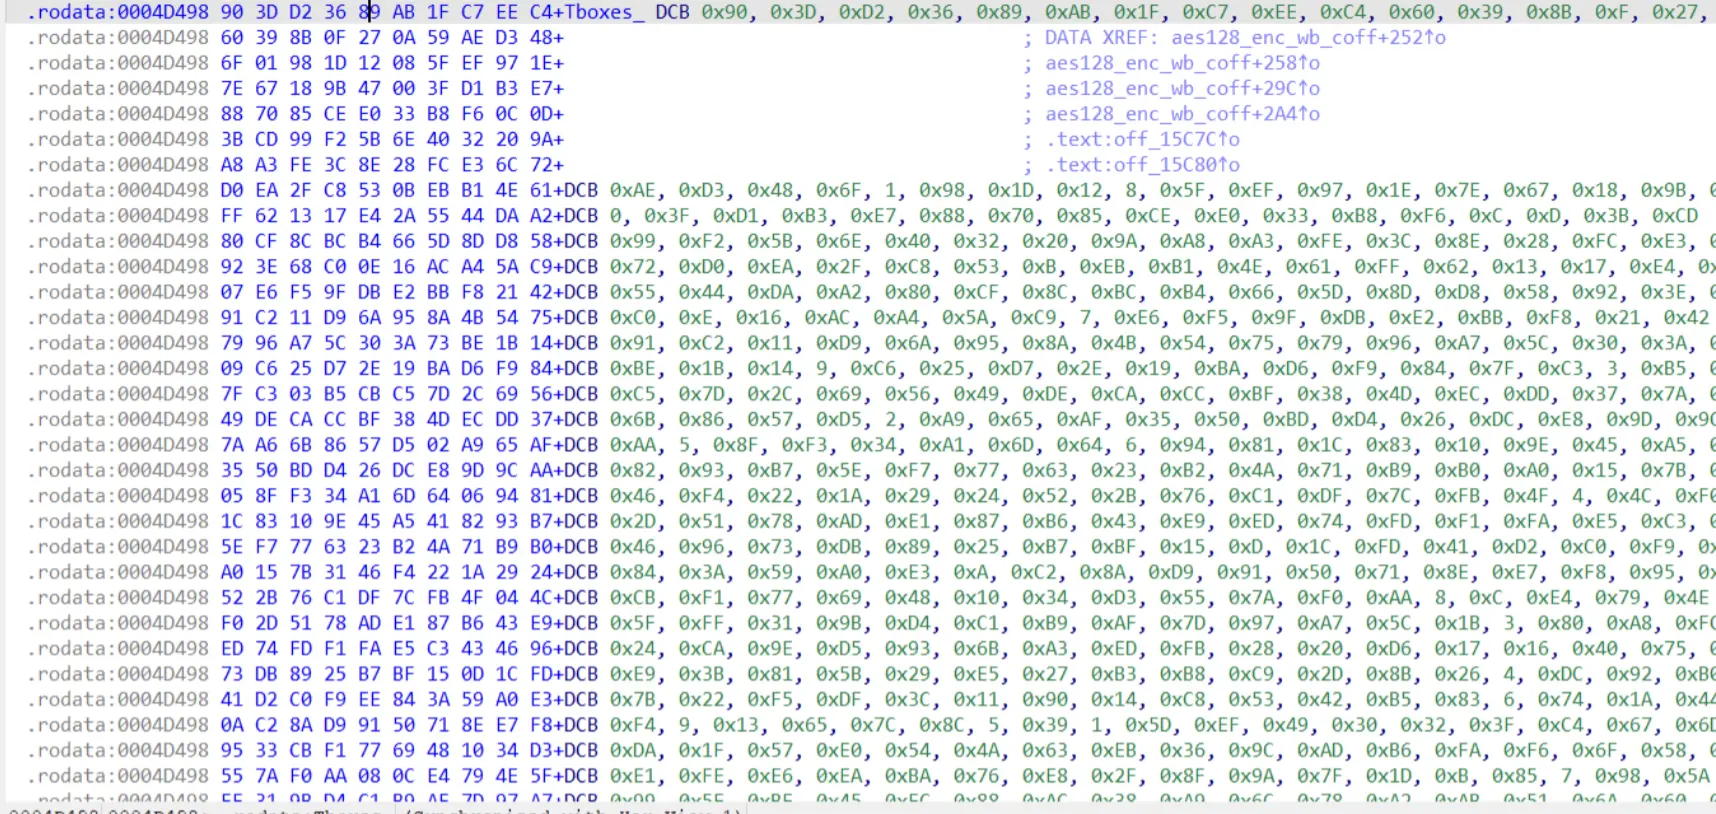 .rodata:0004D498 90 3D D2 36 89 AB 1F C7 EE C4+Tboxes_ DCB 0x90, 0x3D, 0xD2, 0x36, 0x89, 0xAB, 0x1F, 0xC7, 0xEE, 0xC4, 0x60, 0x39, 0x8B, 0xF, 0x27,
.rodata:0004D498 60 39 8B 0F 27 0A 59 AE D3 48+ ; DATA XREF: aes128_enc_wb_coff+252↑o
.rodata:0004D498 6F 01 98 1D 12 08 5F EF 97 1E+ ; aes128_enc_wb_coff+258↑o
.rodata:0004D498 7E 67 18 9B 47 00 3F D1 B3 E7+ ; aes128_enc_wb_coff+29C↑o
.rodata:0004D498 88 70 85 CE E0 33 B8 F6 0C 0D+ ; aes128_enc_wb_coff+2A4↑o
.rodata:0004D498 3B CD 99 F2 5B 6E 40 32 20 9A+ ; .text:off_15C7C↑o
.rodata:0004D498 A8 A3 FE 3C 8E 28 FC E3 6C 72+ ; .text:off_15C80↑o
.rodata:0004D498 D0 EA 2F C8 53 0B EB B1 4E 61+DCB 0xAE, 0xD3, 0x48, 0x6F, 1, 0x98, 0x1D, 0x12, 8, 0x5F, 0xEF, 0x97, 0x1E, 0x7E, 0x67, 0x18, 0x9B,
.rodata:0004D498 FF 62 13 17 E4 2A 55 44 DA A2+DCB 0, 0x3F, 0xD1, 0xB3, 0xE7, 0x88, 0x70, 0x85, 0xCE, 0xE0, 0x33, 0xB8, 0xF6, 0xC, 0xD, 0x3B, 0xCD
.rodata:0004D498 80 CF 8C BC B4 66 5D 8D D8 58+DCB 0x99, 0xF2, 0x5B, 0x6E, 0x40, 0x32, 0x20, 0x9A, 0xA8, 0xA3, 0xFE, 0x3C, 0x8E, 0x28, 0xFC, 0xE3,
.rodata:0004D498 92 3E 68 C0 0E 16 AC A4 5A C9+DCB 0x72, 0xD0, 0xEA, 0x2F, 0xC8, 0x53, 0xB, 0xEB, 0xB1, 0x4E, 0x61, 0xFF, 0x62, 0x13, 0x17, 0xE4,
.rodata:0004D498 07 E6 F5 9F DB E2 BB F8 21 42+DCB 0x55, 0x44, 0xDA, 0xA2, 0x80, 0xCF, 0x8C, 0xBC, 0xB4, 0x66, 0x5D, 0x8D, 0xD8, 0x58, 0x92, 0x3E,
.rodata:0004D498 91 C2 11 D9 6A 95 8A 4B 54 75+DCB 0xC0, 0xE, 0x16, 0xAC, 0xA4, 0x5A, 0xC9, 7, 0xE6, 0xF5, 0x9F, 0xDB, 0xE2, 0xBB, 0xF8, 0x21, 0x42
.rodata:0004D498 79 96 A7 5C 30 3A 73 BE 1B 14+DCB 0x91, 0xC2, 0x11, 0xD9, 0x6A, 0x95, 0x8A, 0x4B, 0x54, 0x75, 0x79, 0x96, 0xA7, 0x5C, 0x30, 0x3A,
.rodata:0004D498 09 C6 25 D7 2E 19 BA D6 F9 84+DCB 0xBE, 0x1B, 0x14, 9, 0xC6, 0x25, 0xD7, 0x2E, 0x19, 0xBA, 0xD6, 0xF9, 0x84, 0x7F, 0xC3, 3, 0xB5,
.rodata:0004D498 7F C3 03 B5 CB C5 7D 2C 69 56+DCB 0xC5, 0x7D, 0x2C, 0x69, 0x56, 0x49, 0xDE, 0xCA, 0xCC, 0xBF, 0x38, 0x4D, 0xEC, 0xDD, 0x37, 0x7A,
.rodata:0004D498 49 DE CA CC BF 38 4D EC DD 37+DCB 0x6B, 0x86, 0x57, 0xD5, 2, 0xA9, 0x65, 0xAF, 0x35, 0x50, 0xBD, 0xD4, 0x26, 0xDC, 0xE8, 0x9D,
.rodata:0004D498 7A A6 6B 86 57 D5 02 A9 65 AF+DCB 0xAA, 5, 0x8F, 0xF3, 0x34, 0xA1, 0x6D, 0x64, 6, 0x94, 0x81, 0x1C, 0x83, 0x10, 0x9E, 0x45, 0xA5,
.rodata:0004D498 35 50 BD D4 26 DC E8 9D 9C AA+DCB 0x82, 0x93, 0xB7, 0x5E, 0xF7, 0x77, 0x63, 0x23, 0xB2, 0x4A, 0x71, 0xB9, 0xB0, 0xA0, 0x15, 0x7B,
.rodata:0004D498 05 8F F3 34 A1 6D 64 06 94 81+DCB 0x46, 0xF4, 0x22, 0x1A, 0x29, 0x24, 0x52, 0x2B, 0x76, 0xC1, 0xDF, 0x7C, 0xFB, 0x4F, 4, 0x4C,
.rodata:0004D498 1C 83 10 9E 45 A5 41 82 93 B7+DCB 0x2D, 0x51, 0x78, 0xAD, 0xE1, 0x87, 0xB6, 0x43, 0xE9, 0xED, 0x74, 0xFD, 0xF1, 0xFA, 0xE5, 0xC3,
.rodata:0004D498 5E F7 77 63 23 B2 4A 71 B9 B0+DCB 0x46, 0x96, 0x73, 0xDB, 0x89, 0x25, 0xB7, 0xBF, 0x15, 0xD, 0x1C, 0xFD, 0x41, 0xD2, 0xC0, 0xF9,
.rodata:0004D498 A0 15 7B 31 46 F4 22 1A 29 24+DCB 0x84, 0x3A, 0x59, 0xA0, 0xE3, 0xA, 0xC2, 0x8A, 0xD9, 0x91, 0x50, 0x71, 0x8E, 0xE7, 0xF8, 0x95,
.rodata:0004D498 52 2B 76 C1 DF 7C FB 4F 04 4C+DCB 0xCB, 0xF1, 0x77, 0x69, 0x48, 0x10, 0x34, 0xD3, 0x55, 0x7A, 0xF0, 0xAA, 8, 0xC, 0xE4, 0x79, 0x4E
.rodata:0004D498 F0 2D 51 78 AD E1 87 B6 43 E9+DCB 0x5F, 0xFF, 0x31, 0x9B, 0xD4, 0xC1, 0xB9, 0xAF, 0x7D, 0x97, 0xA7, 0x5C, 0x1B, 3, 0x80, 0xA8,
.rodata:0004D498 ED 74 FD F1 FA E5 C3 43 46 96+DCB 0x24, 0xCA, 0x9E, 0xD5, 0x93, 0x6B, 0xA3, 0xED, 0xFB, 0x28, 0x20, 0xD6, 0x17, 0x16, 0x40, 0x75,
.rodata:0004D498 73 DB 89 25 B7 BF 15 0D 1C FD+DCB 0xE9, 0x3B, 0x81, 0x5B, 0x29, 0xE5, 0x27, 0xB3, 0xB8, 0xC9, 0x2D, 0x8B, 0x26, 4, 0xDC, 0x92,
.rodata:0004D498 41 D2 C0 F9 EE 84 3A 59 A0 E3+DCB 0x7B, 0x22, 0xF5, 0xDF, 0x3C, 0x11, 0x90, 0x14, 0xC8, 0x53, 0x42, 0xB5, 0x83, 6, 0x74, 0x1A,
.rodata:0004D498 0A C2 8A D9 91 50 71 8E E7 F8+DCB 0xF4, 9, 0x13, 0x65, 0x7C, 0x8C, 5, 0x39, 1, 0x5D, 0xEF, 0x49, 0x30, 0x32, 0x3F, 0xC4, 0x67,
.rodata:0004D498 95 33 CB F1 77 69 48 10 34 D3+DCB 0xDA, 0x1F, 0x57, 0xE0, 0x54, 0x4A, 0x63, 0xEB, 0x36, 0x9C, 0xAD, 0xB6, 0xFA, 0xF6, 0x6F, 0x58,
.rodata:0004D498 55 7A F0 AA 08 0C E4 79 4E 5F+DCB 0xE1, 0xFE, 0xE6, 0xEA, 0xBA, 0x76, 0xE8, 0x2F, 0x8F, 0x9A, 0x7F, 0x1D, 0xB, 0x85, 7, 0x98, 0x5A